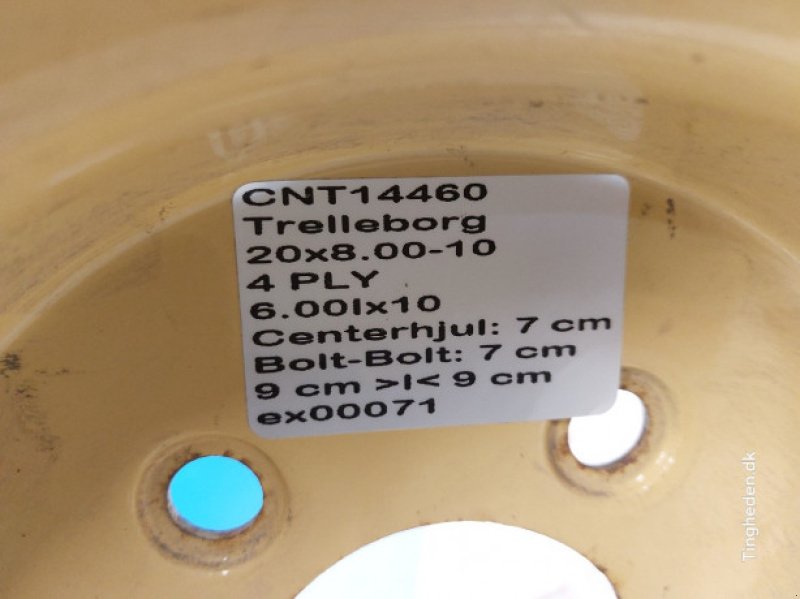 CNT14460
Trelleborg
20x8.00-10
4 PLY
6.00Ix10
Centerhjul: 7 cm
Bolt-Bolt: 7 cm
9 cm >I< 9 cm
ex00071
Tingheden.dk